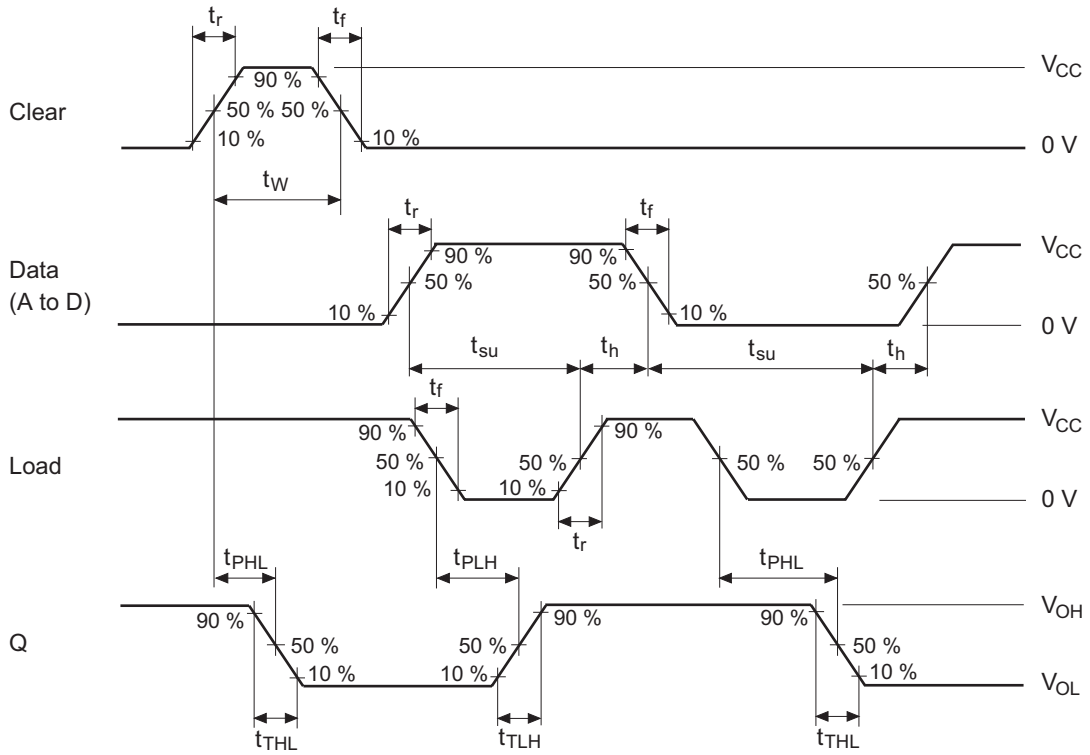 tr tf
VCC
90 %
Clear
50 % 50 %
10 % 10 %
0 V
tW
tr tf
90 % 90 %
VCC
Data
(A to D)
50 % 50 % 50 %
10 % 10 %
0 V
tsu th tsu th
tf
VCC
90 % 90 %
Load
50 % 50 % 50 % 50 %
10 % 10 %
0 V
tr
tPHL tPLH tPHL
VOH
90 % 90 % 90 %
Q
50 % 50 % 50 %
10 % 10 % 10 %
VOL
tTHL tTLH tTHL